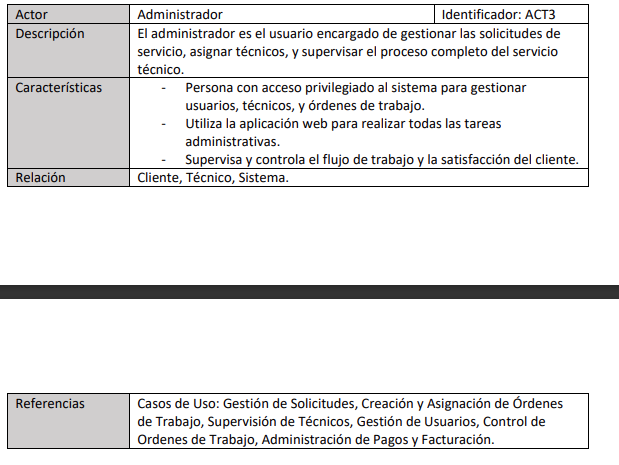 Actor Administrador Identificador: ACT3
Descripción El administrador es el usuario encargado de gestionar las solicitudes de
servicio, asignar técnicos, y supervisar el proceso completo del servicio
técnico.
Características - Persona con acceso privilegiado al sistema para gestionar
usuarios, técnicos, y órdenes de trabajo.
- Utiliza la aplicación web para realizar todas las tareas
administrativas.
- Supervisa y controla el flujo de trabajo y la satisfacción del cliente.
Relación Cliente, Técnico, Sistema.
Referencias Casos de Uso: Gestión de Solicitudes, Creación y Asignación de Órdenes
de Trabajo, Supervisión de Técnicos, Gestión de Usuarios, Control de
Ordenes de Trabajo, Administración de Pagos y Facturación.